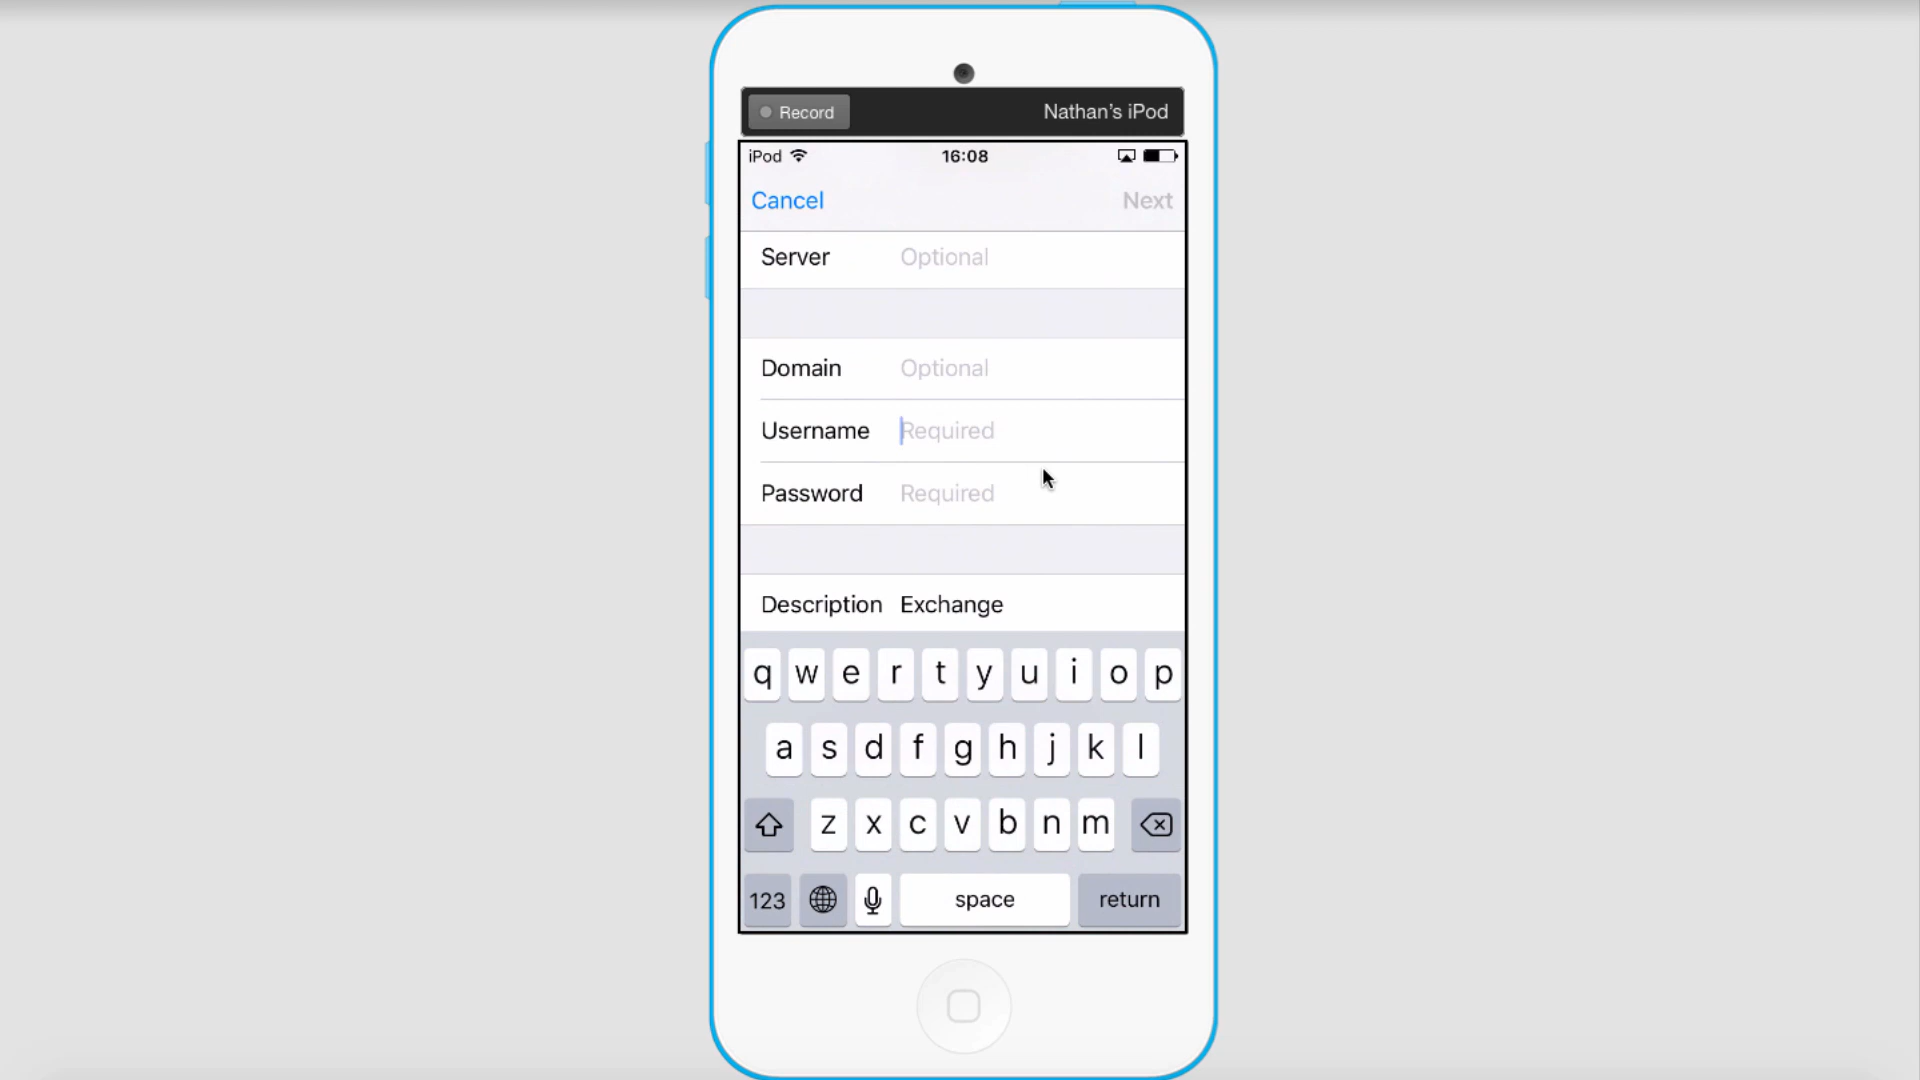 Record Nathan's iPod
iPod 16:08
Cancel Next
Server Optional
Domain Optional
Username Required
Password Required
Description Exchange
q w e r t y u i o p
a s d f g h j k l
z x c v b n m
123 space return